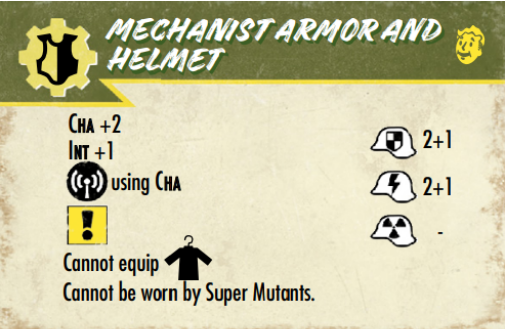 MECHANIST ARMOR AND
HELMET
CHA +2
INT +1
using CHA
!
Cannot equip
Cannot be worn by Super Mutants.
2+1
2+1
-